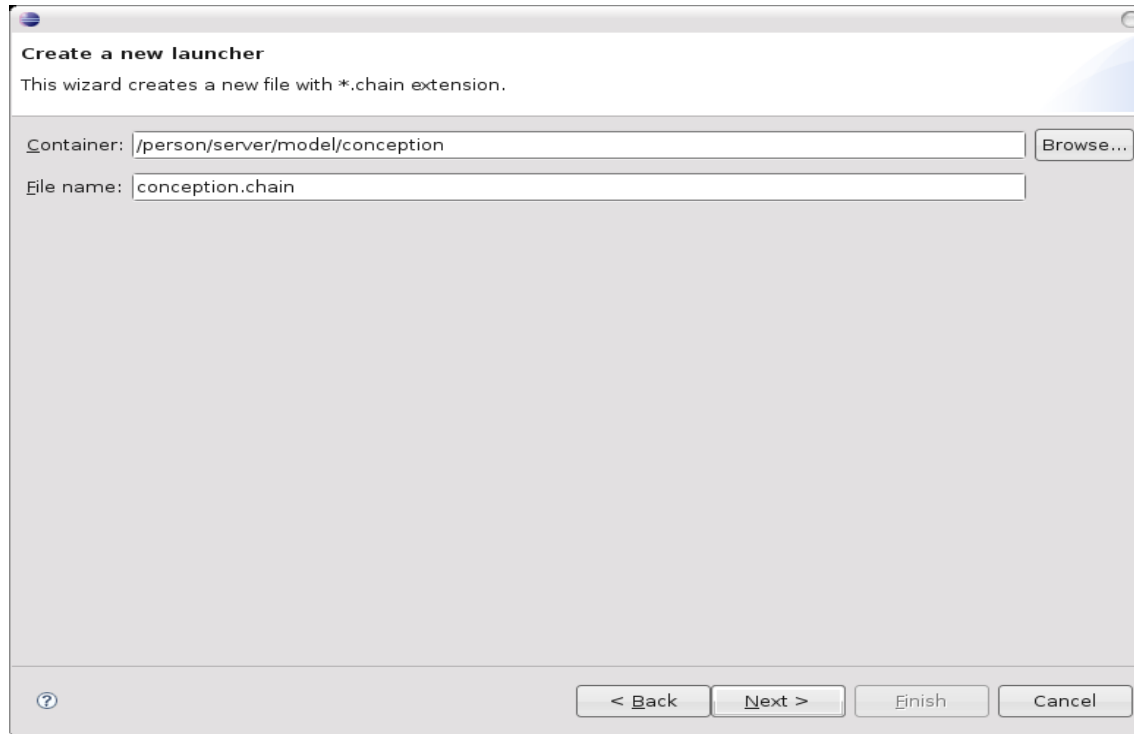 Create a new launcher
This wizard creates a new file with *.chain extension.
Container: /person/server/model/conception Browse...
File name: conception.chain
? < Back Next > Finish Cancel